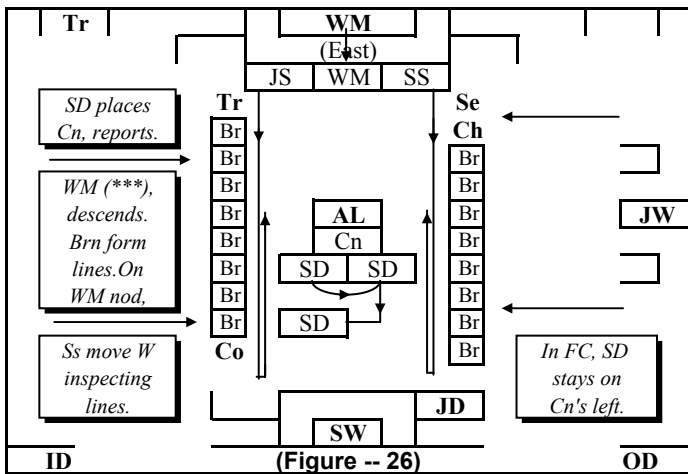 Tr
WM
(East)
JS WM SS
SD places
Cn, reports.
Tr
Se
Ch
Br
Br
Br
Br
Br
Br
Br
Br
Co
Br
Br
Br
Br
Br
Br
Br
Br
WM (***),
descends.
Brn form
lines.On
WM nod,
AL
Cn
SD SD
SD
JW
Ss move W
inspecting
lines.
In FC, SD
stays on
Cn's left.
JD
SW
ID
(Figure -- 26)
OD